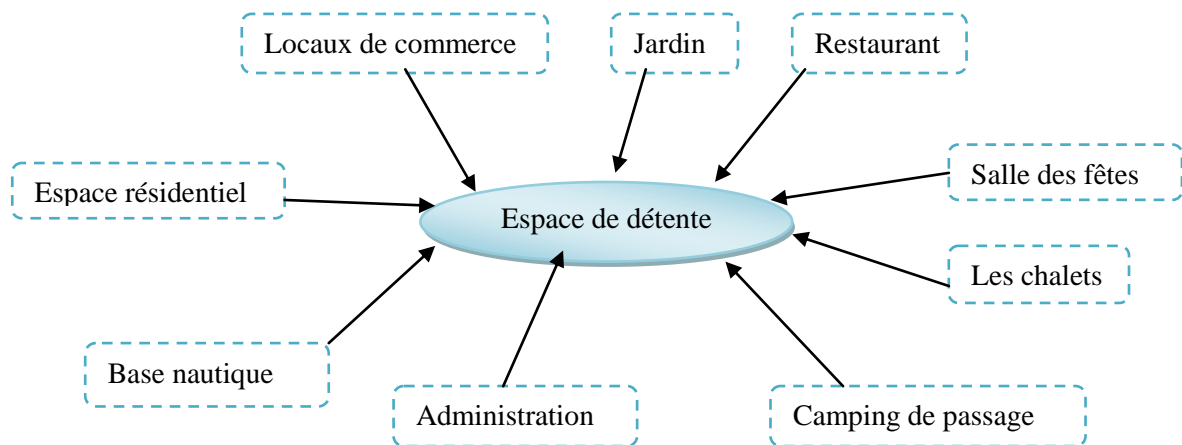 Locaux de commerce
Jardin
Restaurant
Salle des fêtes
Espace résidentiel
Espace de détente
Les chalets
Base nautique
Administration
Camping de passage